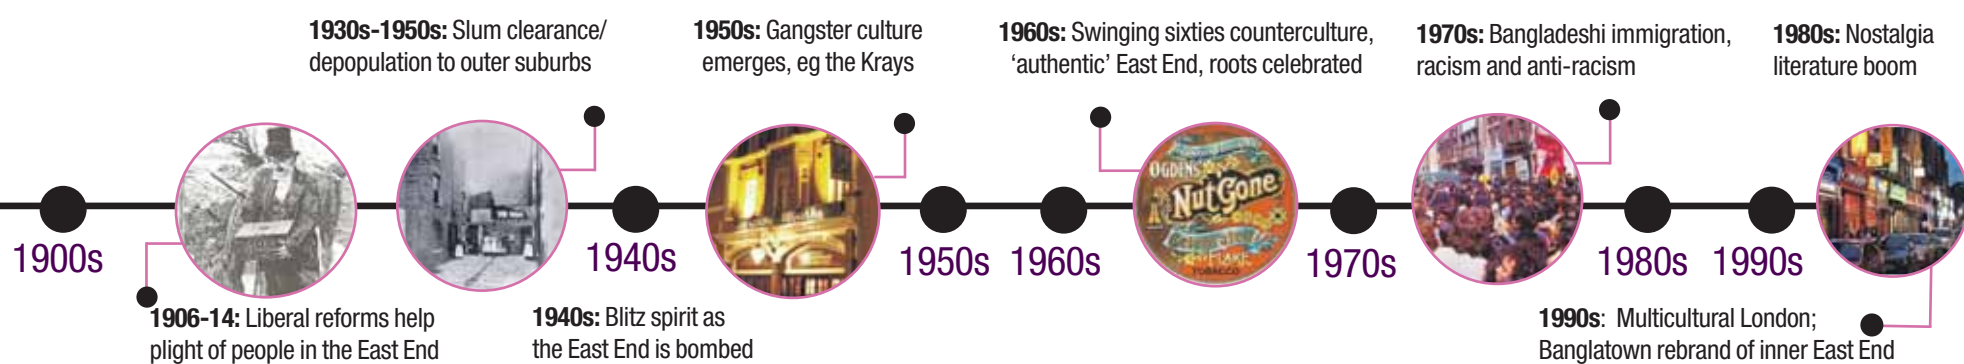 1930s-1950s: Slum clearance/
depopulation to outer suburbs
1950s: Gangster culture
emerges, eg the Krays
1960s: Swinging sixties counterculture,
‘authentic’ East End, roots celebrated
1970s: Bangladeshi immigration,
racism and anti-racism
1980s: Nostalgia
literature boom
OGDENS'
NutGone
TOBACCO
1900s
1940s
1950s
1960s
1970s
1980s
1990s
1906-14: Liberal reforms help
plight of people in the East End
1940s: Blitz spirit as
the East End is bombed
1990s: Multicultural London;
Banglatown rebrand of inner East End